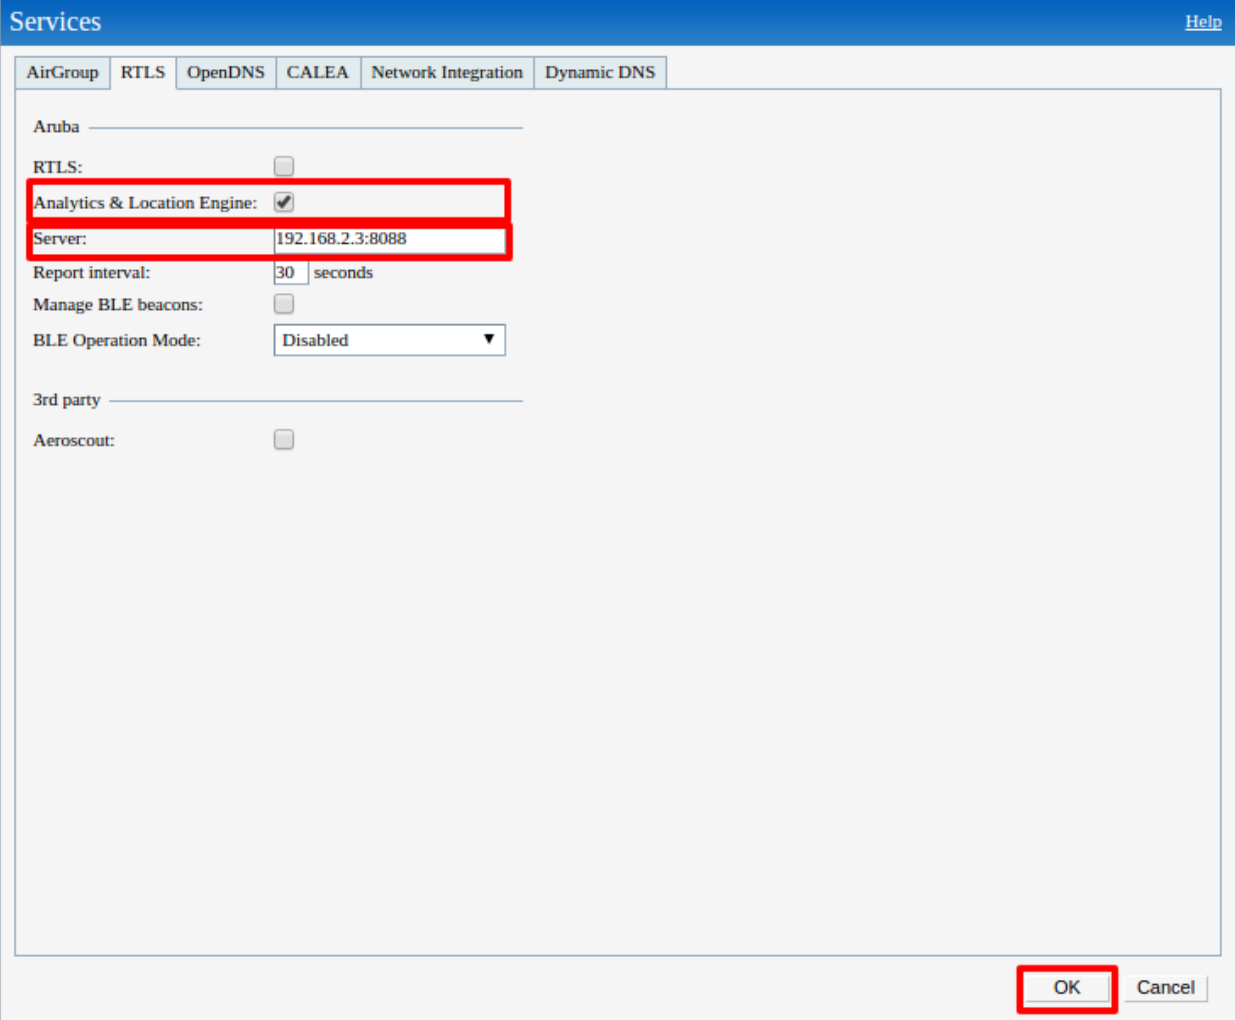 Services Help
AirGroup RTLS OpenDNS CALEA Network Integration Dynamic DNS
Aruba
RTLS:
Analytics & Location Engine:
Server: 192.168.2.3:8088
Report interval: 30 seconds
Manage BLE beacons:
BLE Operation Mode: Disabled
3rd party
Aeroscout:
OK Cancel